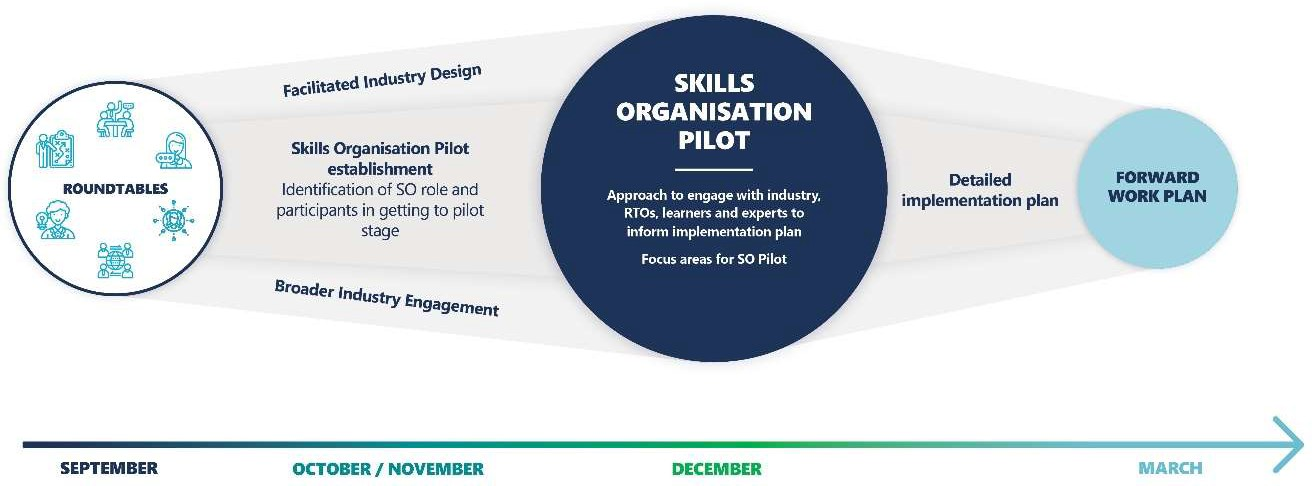 ROUNDTABLES
Facilitated Industry Design
Skills Organisation Pilot
establishment
Identification of SO role and
participants in getting to pilot
stage
Broader Industry Engagement
SKILLS
ORGANISATION
PILOT
Approach to engage with industry,
RTOs, learners and experts to
inform implementation plan
Focus areas for SO Pilot
Detailed
implementation plan
FORWARD
WORK PLAN
SEPTEMBER
OCTOBER / NOVEMBER
DECEMBER
MARCH